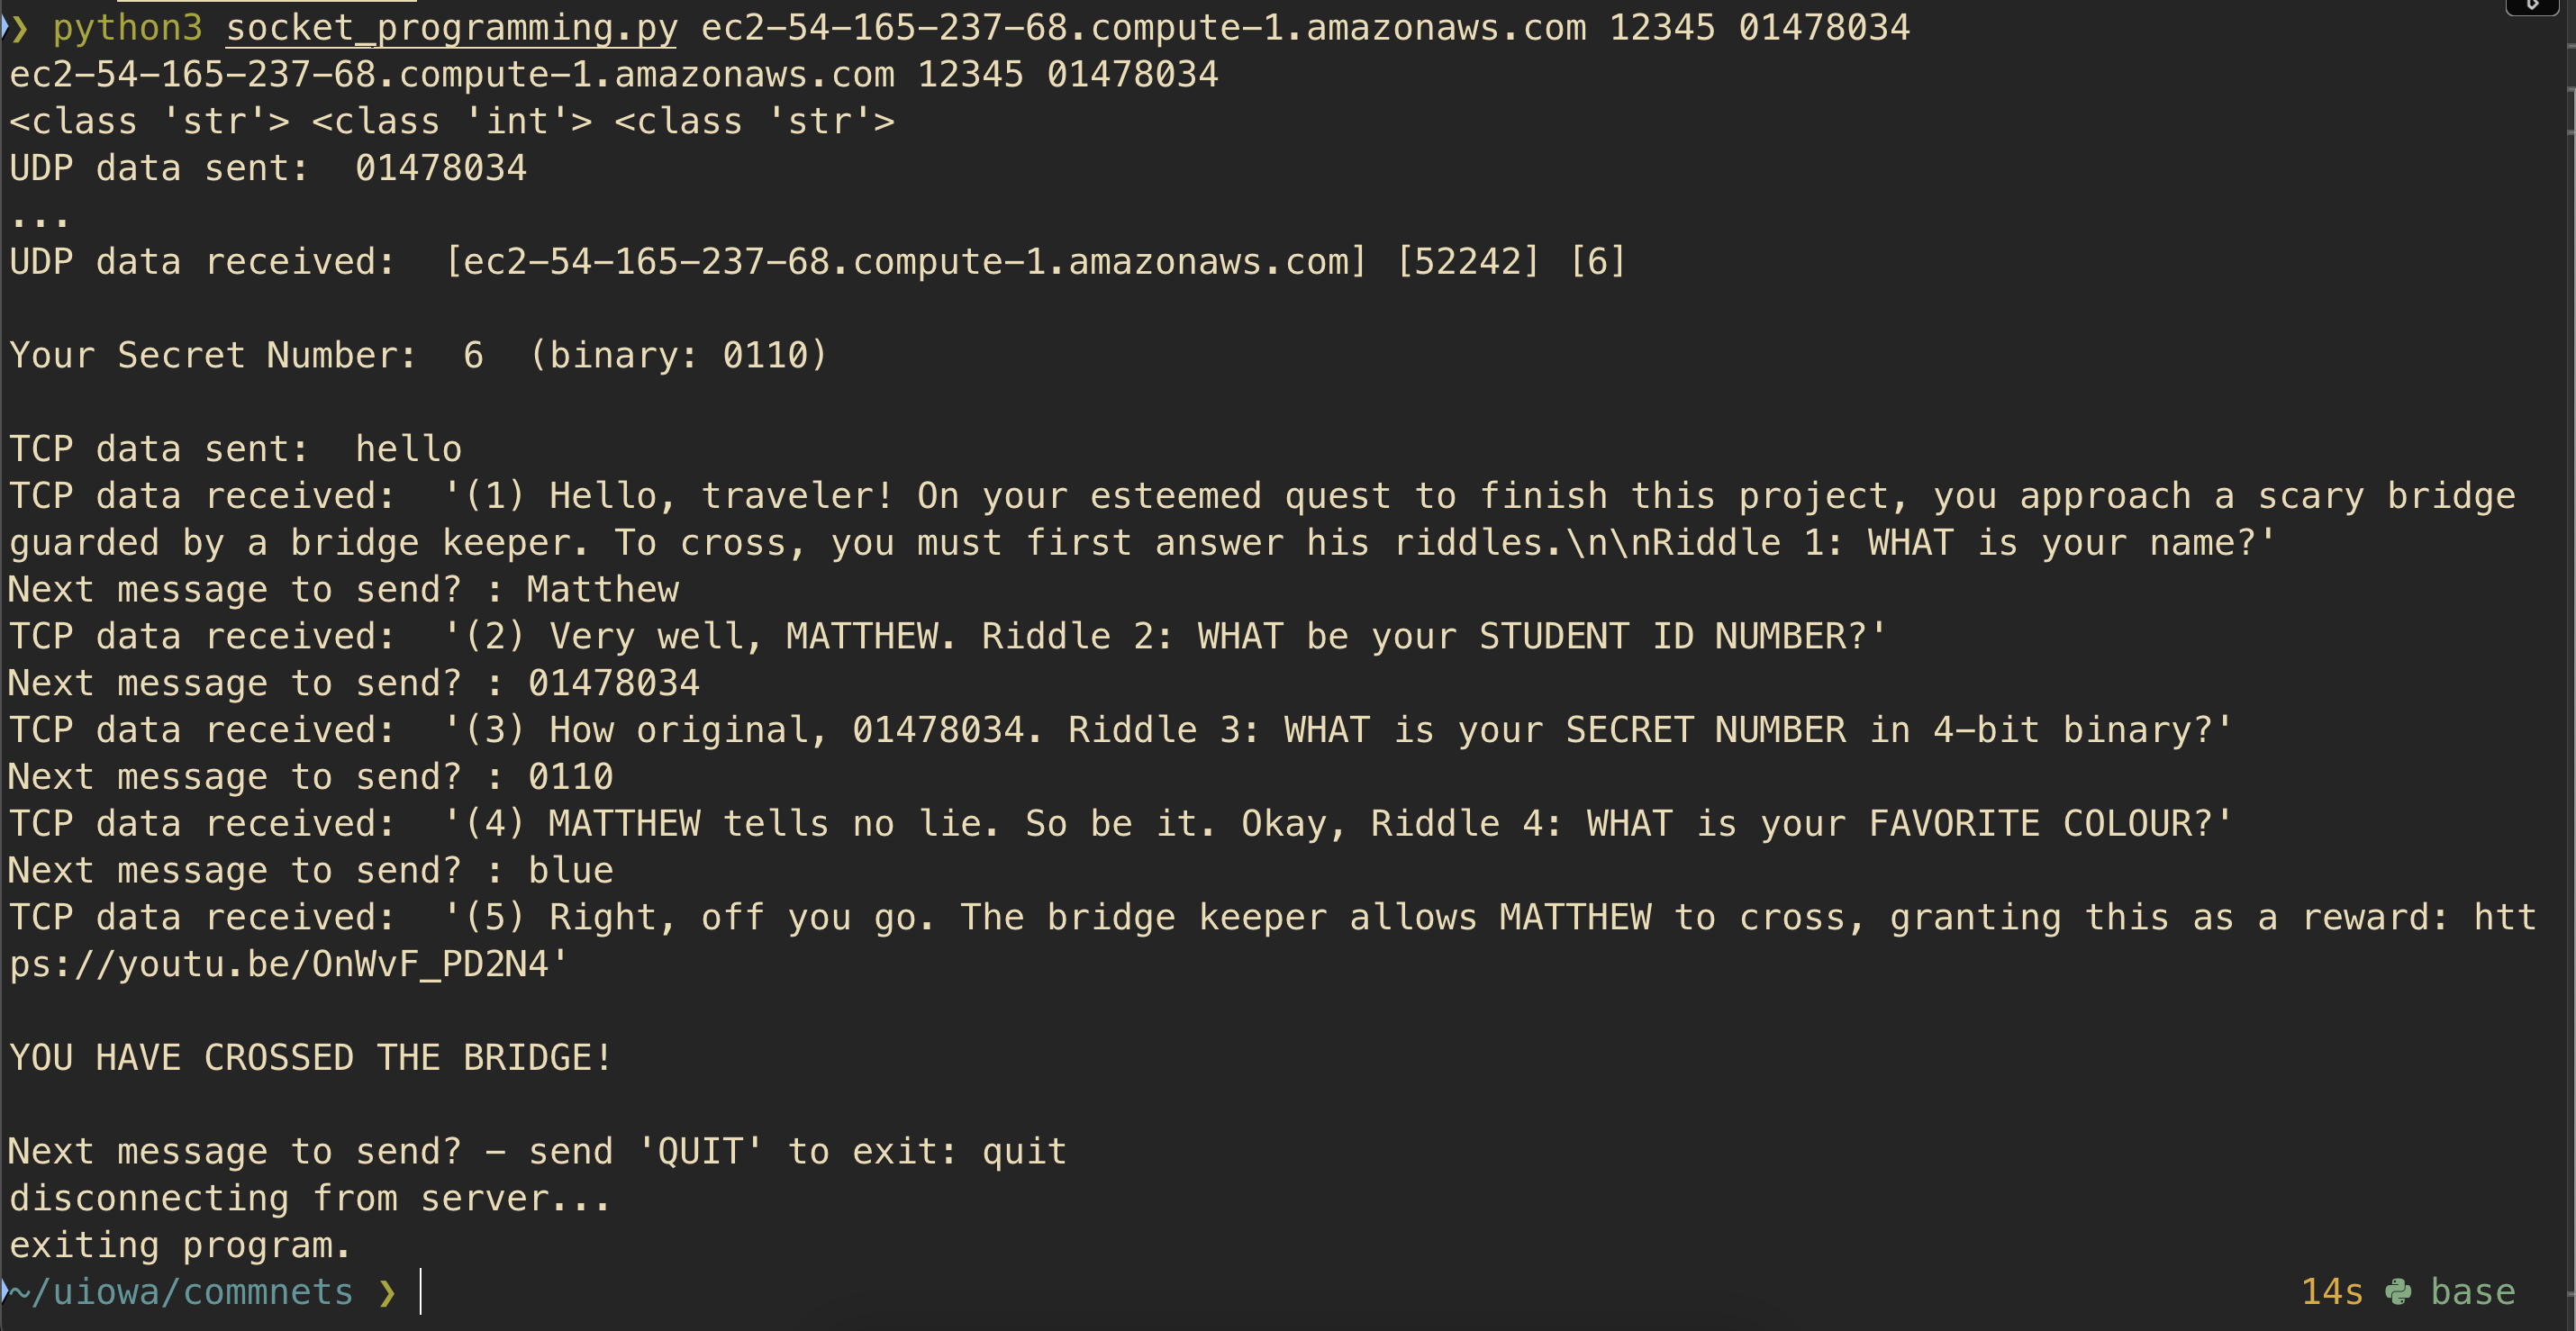 ❯ python3 socket_programming.py ec2-54-165-237-68.compute-1.amazonaws.com 12345 01478034
ec2-54-165-237-68.compute-1.amazonaws.com 12345 01478034
<class 'str'> <class 'int'> <class 'str'>
UDP data sent:  01478034
...
UDP data received:  [ec2-54-165-237-68.compute-1.amazonaws.com] [52242] [6]
Your Secret Number:  6  (binary: 0110)
TCP data sent:  hello
TCP data received:  '(1) Hello, traveler! On your esteemed quest to finish this project, you approach a scary bridge
guarded by a bridge keeper. To cross, you must first answer his riddles.\n\nRiddle 1: WHAT is your name?'
Next message to send? : Matthew
TCP data received:  '(2) Very well, MATTHEW. Riddle 2: WHAT be your STUDENT ID NUMBER?'
Next message to send? : 01478034
TCP data received:  '(3) How original, 01478034. Riddle 3: WHAT is your SECRET NUMBER in 4-bit binary?'
Next message to send? : 0110
TCP data received:  '(4) MATTHEW tells no lie. So be it. Okay, Riddle 4: WHAT is your FAVORITE COLOUR?'
Next message to send? : blue
TCP data received:  '(5) Right, off you go. The bridge keeper allows MATTHEW to cross, granting this as a reward: htt
ps://youtu.be/OnWvF_PD2N4'
YOU HAVE CROSSED THE BRIDGE!
Next message to send? - send 'QUIT' to exit: quit
disconnecting from server...
exiting program.
~/uiowa/commnets ❯ 14s base